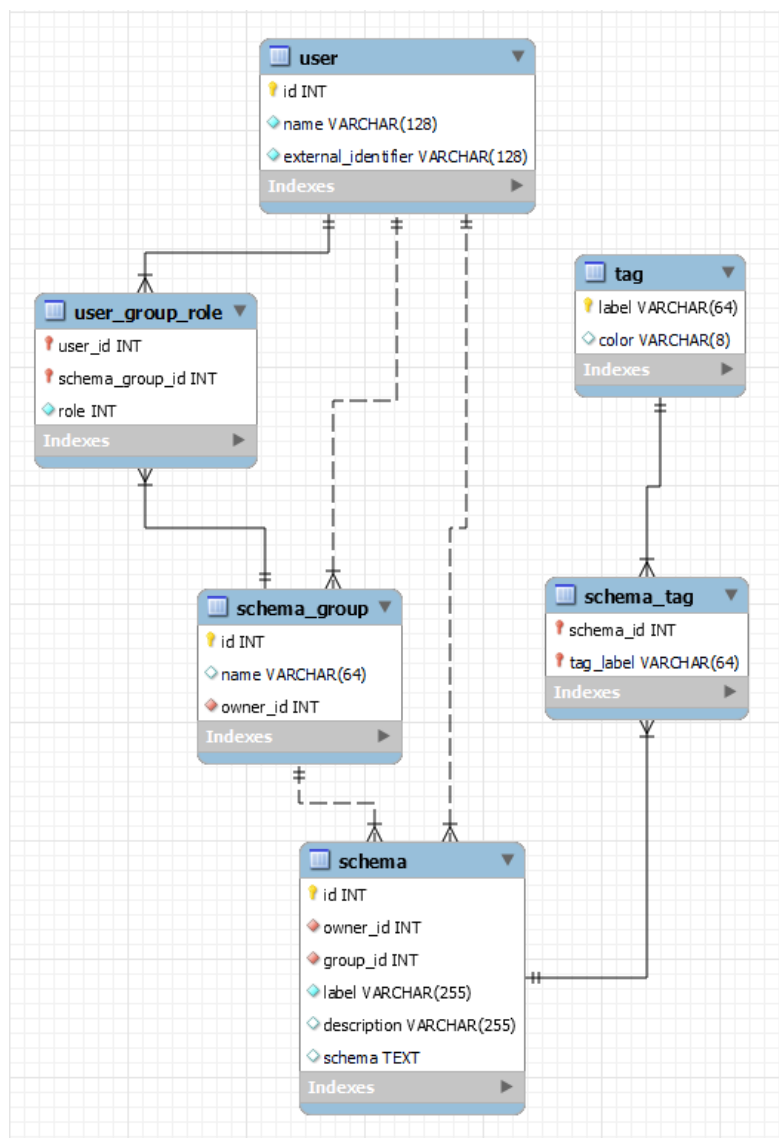 user
id INT
name VARCHAR(128)
external_identifier VARCHAR(128)
Indexes
tag
label VARCHAR(64)
color VARCHAR(8)
Indexes
user_group_role
user_id INT
schema_group_id INT
role INT
Indexes
schema_group
id INT
name VARCHAR(64)
owner_id INT
Indexes
schema_tag
schema_id INT
tag_label VARCHAR(64)
Indexes
schema
id INT
owner_id INT
group_id INT
label VARCHAR(255)
description VARCHAR(255)
schema TEXT
Indexes